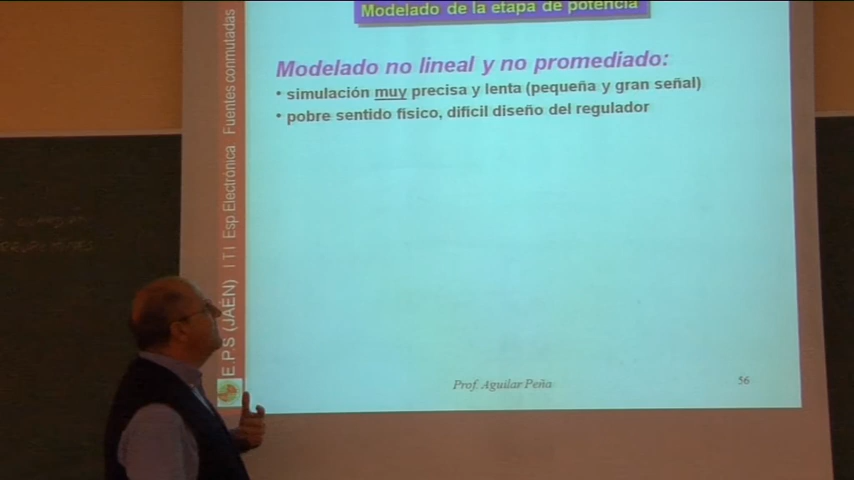 Modelado de la etapa de potencia
Modelado no lineal y no promediado:
• simulación muy precisa y lenta (pequeña y gran señal)
• pobre sentido físico, dificil diseño del regulador
E.P.S (JAÉN) I T I Esp Electrónica Fuentes conmutadas
Prof. Aguilar Peña
56